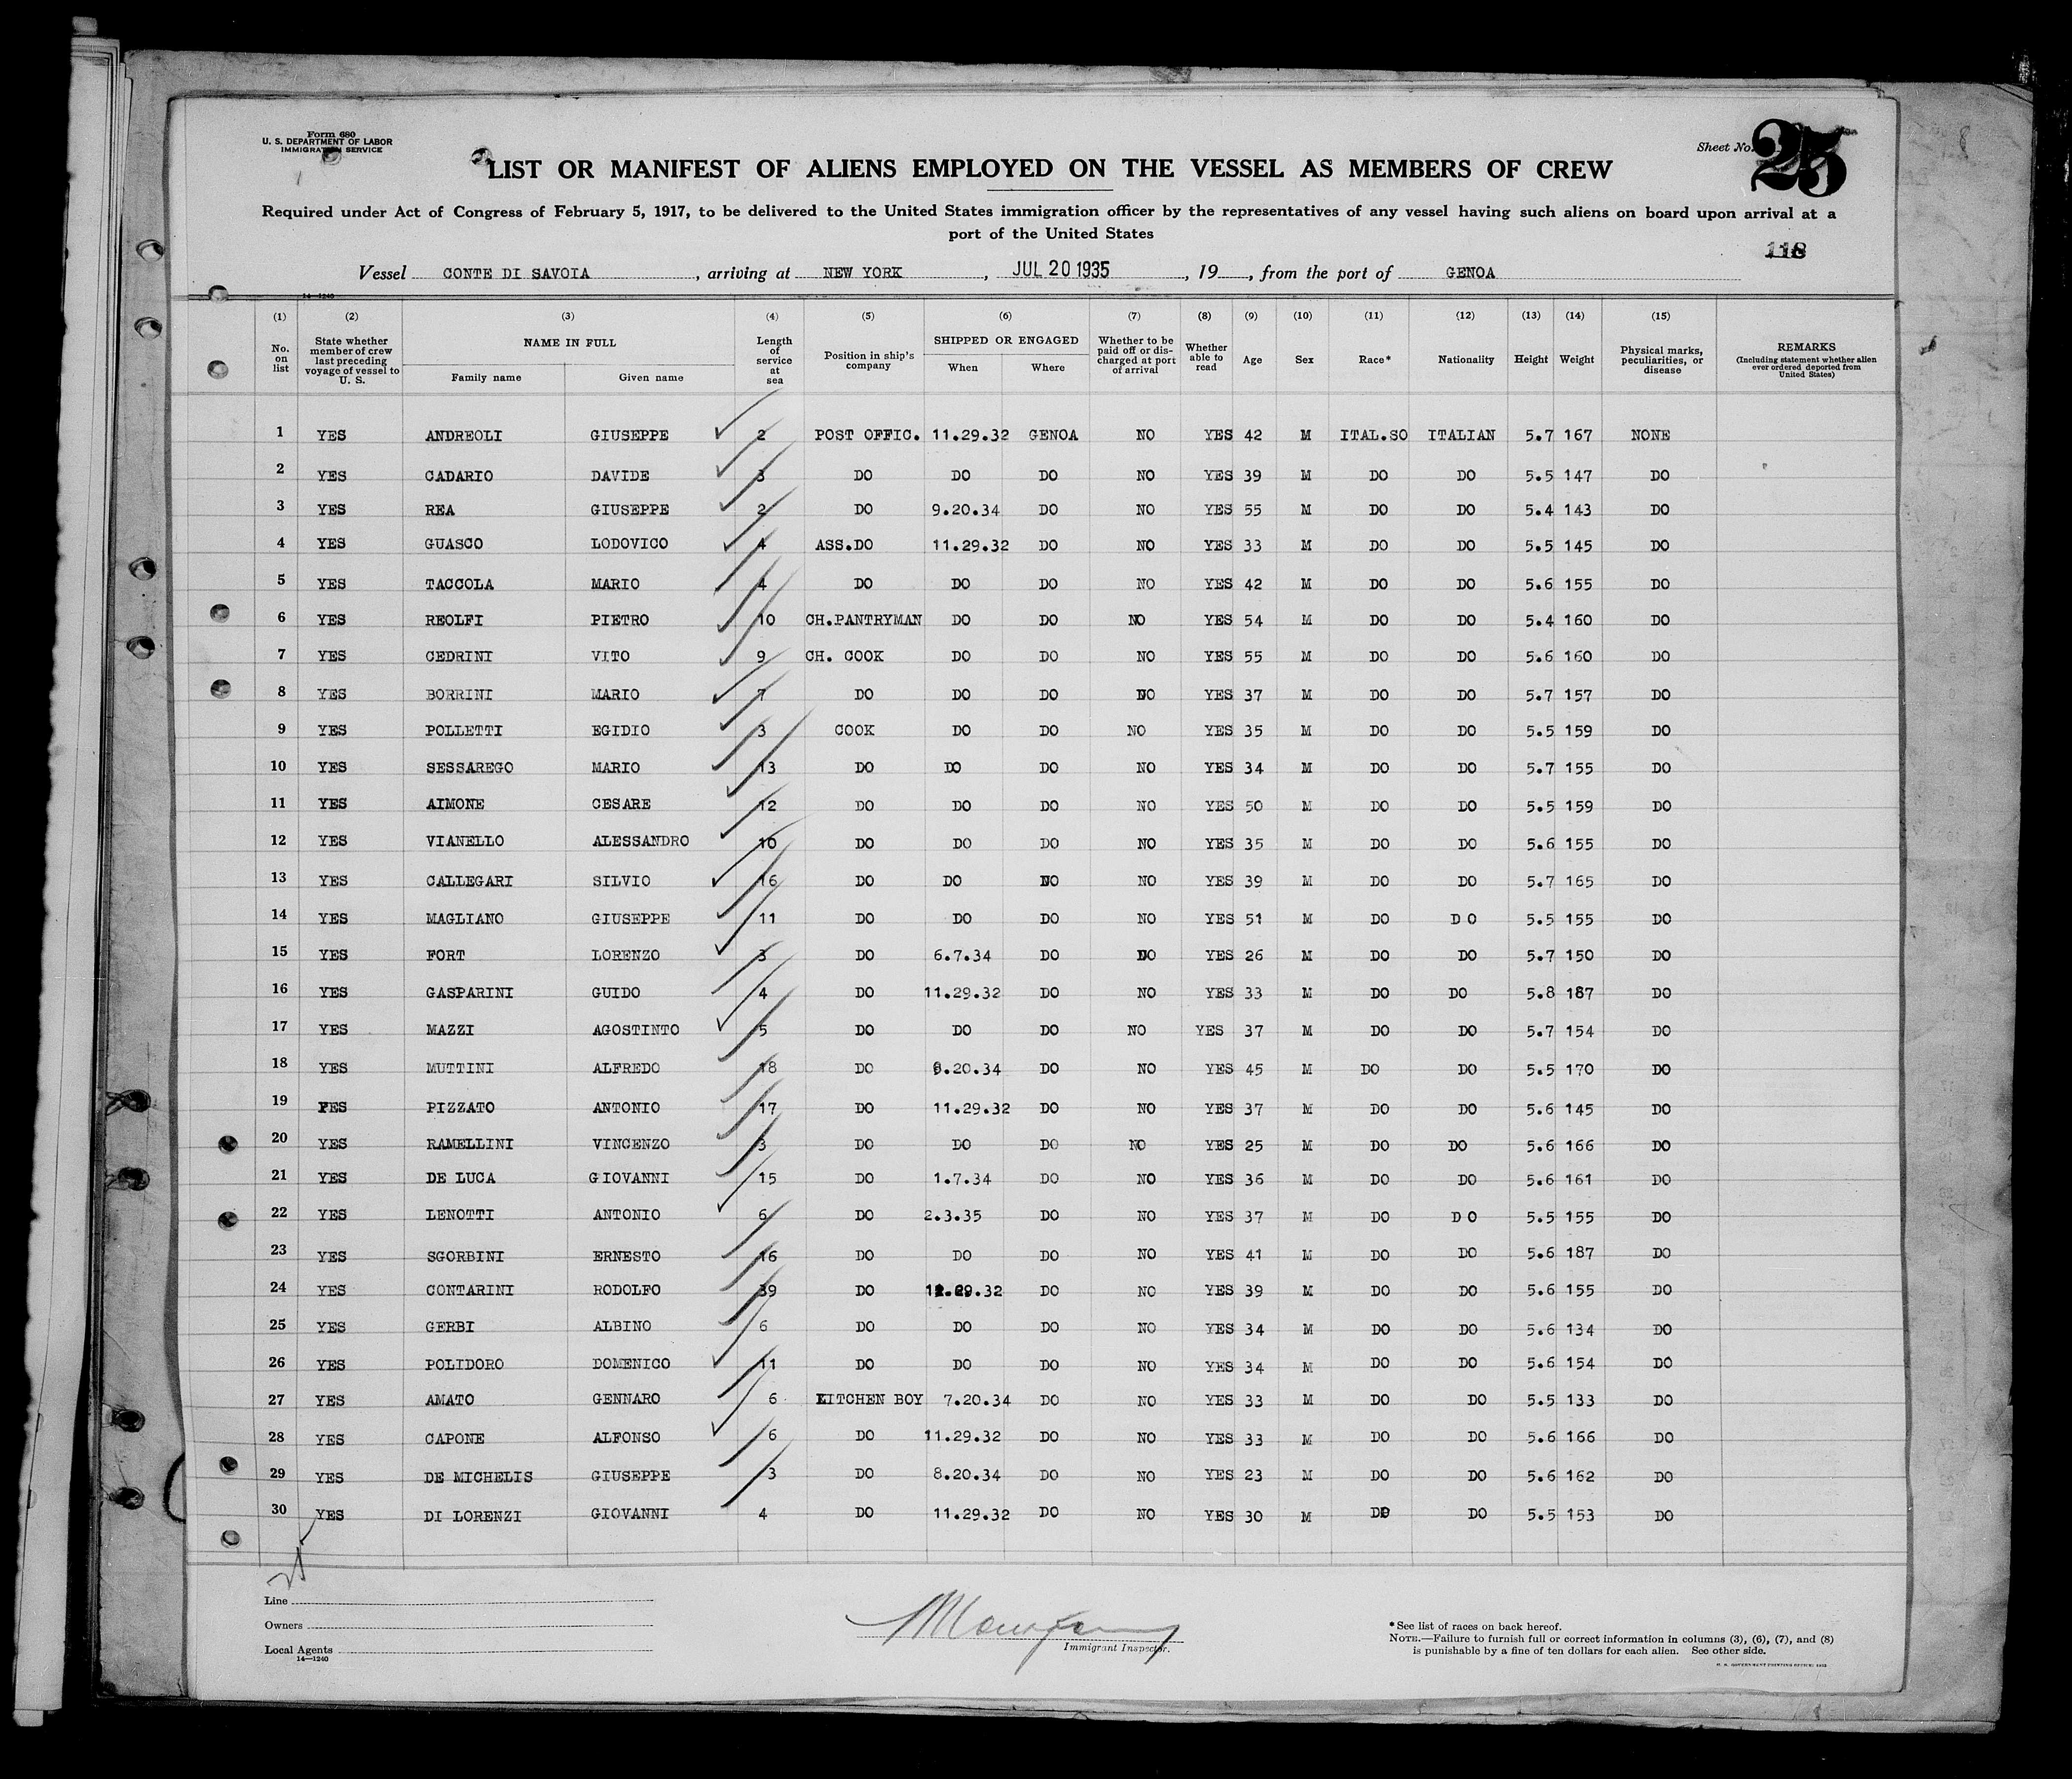 Form 680
U. S. DEPARTMENT OF LABOR
IMMIGRATION SERVICE
Sheet No. 25
LIST OR MANIFEST OF ALIENS EMPLOYED ON THE VESSEL AS MEMBERS OF CREW
Required under Act of Congress of February 5, 1917, to be delivered to the United States immigration officer by the representatives of any vessel having such aliens on board upon arrival at a
port of the United States
118
Vessel CONTE DI SAVOIA, arriving at NEW YORK, JUL 20 1935, 19, from the port of GENOA
14—1240
(1) (2) (3) (4) (5) (6) (7) (8) (9) (10) (11) (12) (13) (14) (15)
No. on list State whether member of crew last preceding voyage of vessel to U. S. NAME IN FULL Family name Given name Length of service at sea Position in ship's company SHIPPED OR ENGAGED When Where Whether to be paid off or discharged at port of arrival Whether able to read Age Sex Race* Nationality Height Weight Physical marks, peculiarities, or disease REMARKS (Including statement whether alien ever ordered deported from United States)
1 YES ANDREOLI GIUSEPPE 2 POST OFFIC. 11.29.32 GENOA NO YES 42 M ITAL.SO ITALIAN 5.7 167 NONE
2 YES CADARIO DAVIDE 3 DO DO DO NO YES 39 M DO DO 5.5 147 DO
3 YES REA GIUSEPPE 2 DO 9.20.34 DO NO YES 55 M DO DO 5.4 143 DO
4 YES GUASCO LODOVICO 4 ASS.DO 11.29.32 DO NO YES 33 M DO DO 5.5 145 DO
5 YES TACCOLA MARIO 4 DO DO DO NO YES 42 M DO DO 5.6 155 DO
6 YES REOLFI PIETRO 10 CH.PANTRYMAN DO DO NO YES 54 M DO DO 5.4 160 DO
7 YES CEDRINI VITO 9 CH. COOK DO DO NO YES 55 M DO DO 5.6 160 DO
8 YES BORRINI MARIO 7 DO DO DO NO YES 37 M DO DO 5.7 157 DO
9 YES POLLETTI EGIDIO 3 COOK DO DO NO YES 35 M DO DO 5.5 159 DO
10 YES SESSAREGO MARIO 13 DO DO DO NO YES 34 M DO DO 5.7 155 DO
11 YES AIMONE CESARE 12 DO DO DO NO YES 50 M DO DO 5.5 159 DO
12 YES VIANELLO ALESSANDRO 10 DO DO DO NO YES 35 M DO DO 5.6 155 DO
13 YES CALLEGARI SILVIO 16 DO DO DO NO YES 39 M DO DO 5.7 165 DO
14 YES MAGLIANO GIUSEPPE 11 DO DO DO NO YES 51 M DO D O 5.5 155 DO
15 YES FORT LORENZO 3 DO 6.7.34 DO NO YES 26 M DO DO 5.7 150 DO
16 YES GASPARINI GUIDO 4 DO 11.29.32 DO NO YES 33 M DO DO 5.8 187 DO
17 YES MAZZI AGOSTINTO 5 DO DO DO NO YES 37 M DO DO 5.7 154 DO
18 YES MUTTINI ALFREDO 18 DO .20.34 DO NO YES 45 M DO DO 5.5 170 DO
19 YES PIZZATO ANTONIO 17 DO 11.29.32 DO NO YES 37 M DO DO 5.6 145 DO
20 YES RAMELLINI VINCENZO 3 DO DO DO NO YES 25 M DO DO 5.6 166 DO
21 YES DE LUCA GIOVANNI 15 DO 1.7.34 DO NO YES 36 M DO DO 5.6 161 DO
22 YES LENOTTI ANTONIO 6 DO 2.3.35 DO NO YES 37 M DO D O 5.5 155 DO
23 YES SGORBINI ERNESTO 16 DO DO DO NO YES 41 M DO DO 5.6 187 DO
24 YES CONTARINI RODOLFO 39 DO 11.29.32 DO NO YES 39 M DO DO 5.6 155 DO
25 YES GERBI ALBINO 6 DO DO DO NO YES 34 M DO DO 5.6 134 DO
26 YES POLIDORO DOMENICO 11 DO DO DO NO YES 34 M DO DO 5.6 154 DO
27 YES AMATO GENNARO 6 KITCHEN BOY 7.20.34 DO NO YES 33 M DO DO 5.5 133 DO
28 YES CAPONE ALFONSO 6 DO 11.29.32 DO NO YES 33 M DO DO 5.6 166 DO
29 YES DE MICHELIS GIUSEPPE 3 DO 8.20.34 DO NO YES 23 M DO DO 5.6 162 DO
30 YES DI LORENZI GIOVANNI 4 DO 11.29.32 DO NO YES 30 M DO DO 5.5 153 DO
Line
Owners
Local Agents
14—1240
Immigrant Inspector.
*See list of races on back hereof.
NOTE.—Failure to furnish full or correct information in columns (3), (6), (7), and (8)
is punishable by a fine of ten dollars for each alien. See other side.